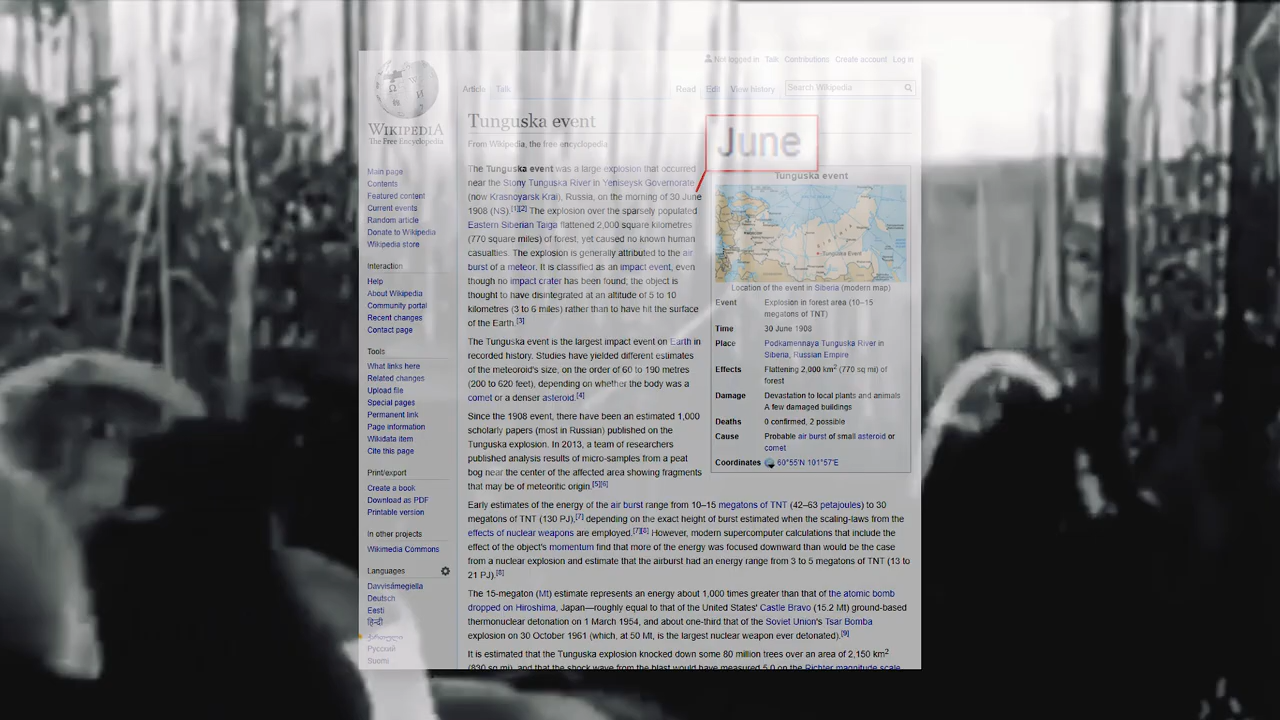 Not logged in Talk Contributions Create account Log in
Article Talk Read Edit View history Search Wikipedia
WIKIPEDIA
The Free Encyclopedia
Main page
Contents
Featured content
Current events
Random article
Donate to Wikipedia
Wikipedia store
Interaction
Help
About Wikipedia
Community portal
Recent changes
Contact page
Tools
What links here
Related changes
Upload file
Special pages
Permanent link
Page information
Wikidata item
Cite this page
Print/export
Create a book
Download as PDF
Printable version
In other projects
Wikimedia Commons
Languages
Davvisámegiella
Deutsch
Eesti
हिन्दी
ქართული
Русский
Suomi
Tunguska event
From Wikipedia, the free encyclopedia
June
The Tunguska event was a large explosion that occurred
near the Stony Tunguska River in Yeniseysk Governorate
(now Krasnoyarsk Krai), Russia, on the morning of 30 June
1908 (NS).[1][2] The explosion over the sparsely populated
Eastern Siberian Taiga flattened 2,000 square kilometres
(770 square miles) of forest, yet caused no known human
casualties. The explosion is generally attributed to the air
burst of a meteor. It is classified as an impact event, even
though no impact crater has been found; the object is
thought to have disintegrated at an altitude of 5 to 10
kilometres (3 to 6 miles) rather than to have hit the surface
of the Earth.[3]
The Tunguska event is the largest impact event on Earth in
recorded history. Studies have yielded different estimates
of the meteoroid's size, on the order of 60 to 190 metres
(200 to 620 feet), depending on whether the body was a
comet or a denser asteroid.[4]
Since the 1908 event, there have been an estimated 1,000
scholarly papers (most in Russian) published on the
Tunguska explosion. In 2013, a team of researchers
published analysis results of micro-samples from a peat
bog near the center of the affected area showing fragments
that may be of meteoritic origin.[5][6]
Tunguska event
Tunguska Event
Location of the event in Siberia (modern map)
Event Explosion in forest area (10–15
megatons of TNT)
Time 30 June 1908
Place Podkamennaya Tunguska River in
Siberia, Russian Empire
Effects Flattening 2,000 km2 (770 sq mi) of
forest
Damage Devastation to local plants and animals
A few damaged buildings
Deaths 0 confirmed, 2 possible
Cause Probable air burst of small asteroid or
comet
Coordinates 60°55′N 101°57′E
Early estimates of the energy of the air burst range from 10–15 megatons of TNT (42–63 petajoules) to 30
megatons of TNT (130 PJ),[7] depending on the exact height of burst estimated when the scaling-laws from the
effects of nuclear weapons are employed.[7][8] However, modern supercomputer calculations that include the
effect of the object's momentum find that more of the energy was focused downward than would be the case
from a nuclear explosion and estimate that the airburst had an energy range from 3 to 5 megatons of TNT (13 to
21 PJ).[8]
The 15-megaton (Mt) estimate represents an energy about 1,000 times greater than that of the atomic bomb
dropped on Hiroshima, Japan—roughly equal to that of the United States' Castle Bravo (15.2 Mt) ground-based
thermonuclear detonation on 1 March 1954, and about one-third that of the Soviet Union's Tsar Bomba
explosion on 30 October 1961 (which, at 50 Mt, is the largest nuclear weapon ever detonated).[9]
It is estimated that the Tunguska explosion knocked down some 80 million trees over an area of 2,150 km2
(830 sq mi), and that the shock wave from the blast would have measured 5.0 on the Richter magnitude scale.